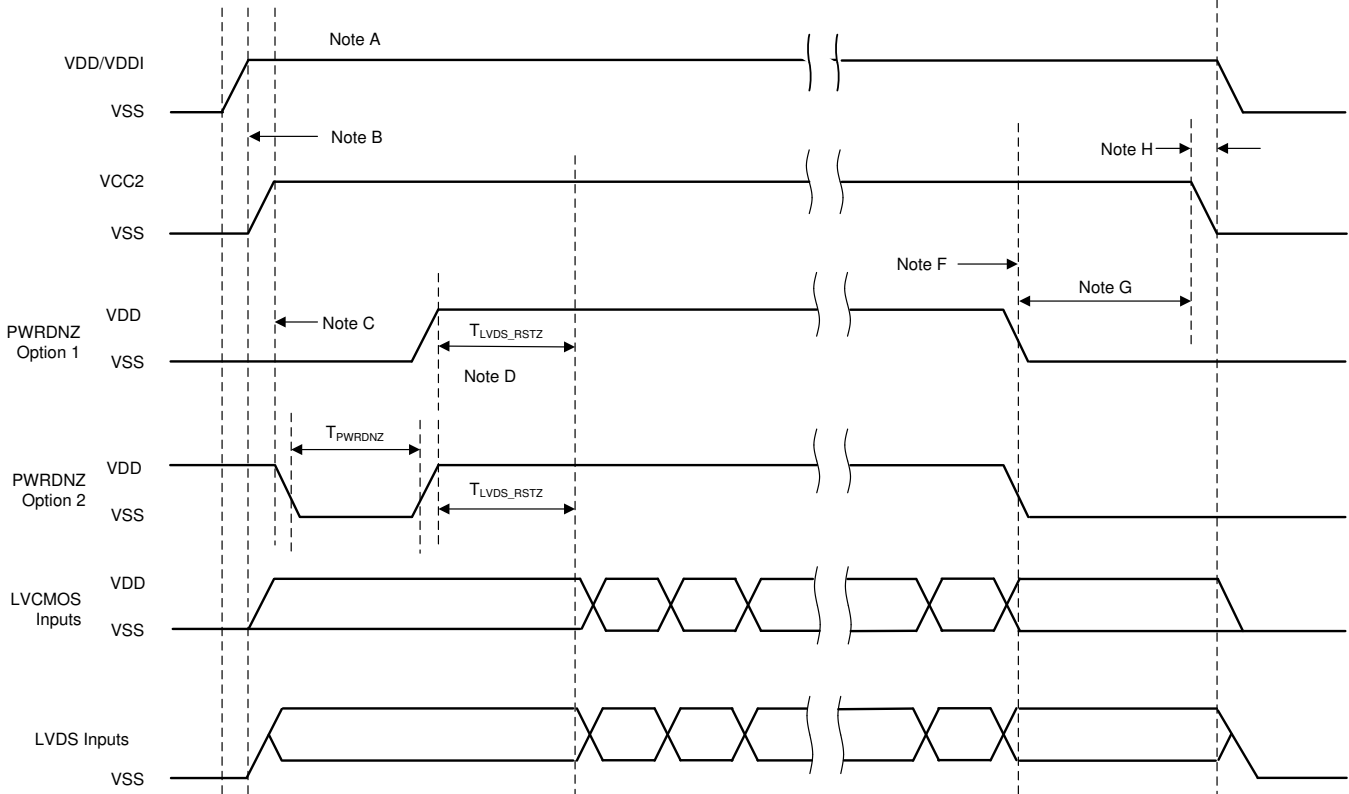 Note A
VDD/VDDI
VSS
Note B
Note H
VCC2
VSS
Note F
Note G
VDD
Note C
PWRDNZ
Option 1
TLVDS_RSTZ
VSS
Note D
TPWRDNZ
VDD
PWRDNZ
Option 2
TLVDS_RSTZ
VSS
VDD
LVCMOS
Inputs
VSS
LVDS Inputs
VSS